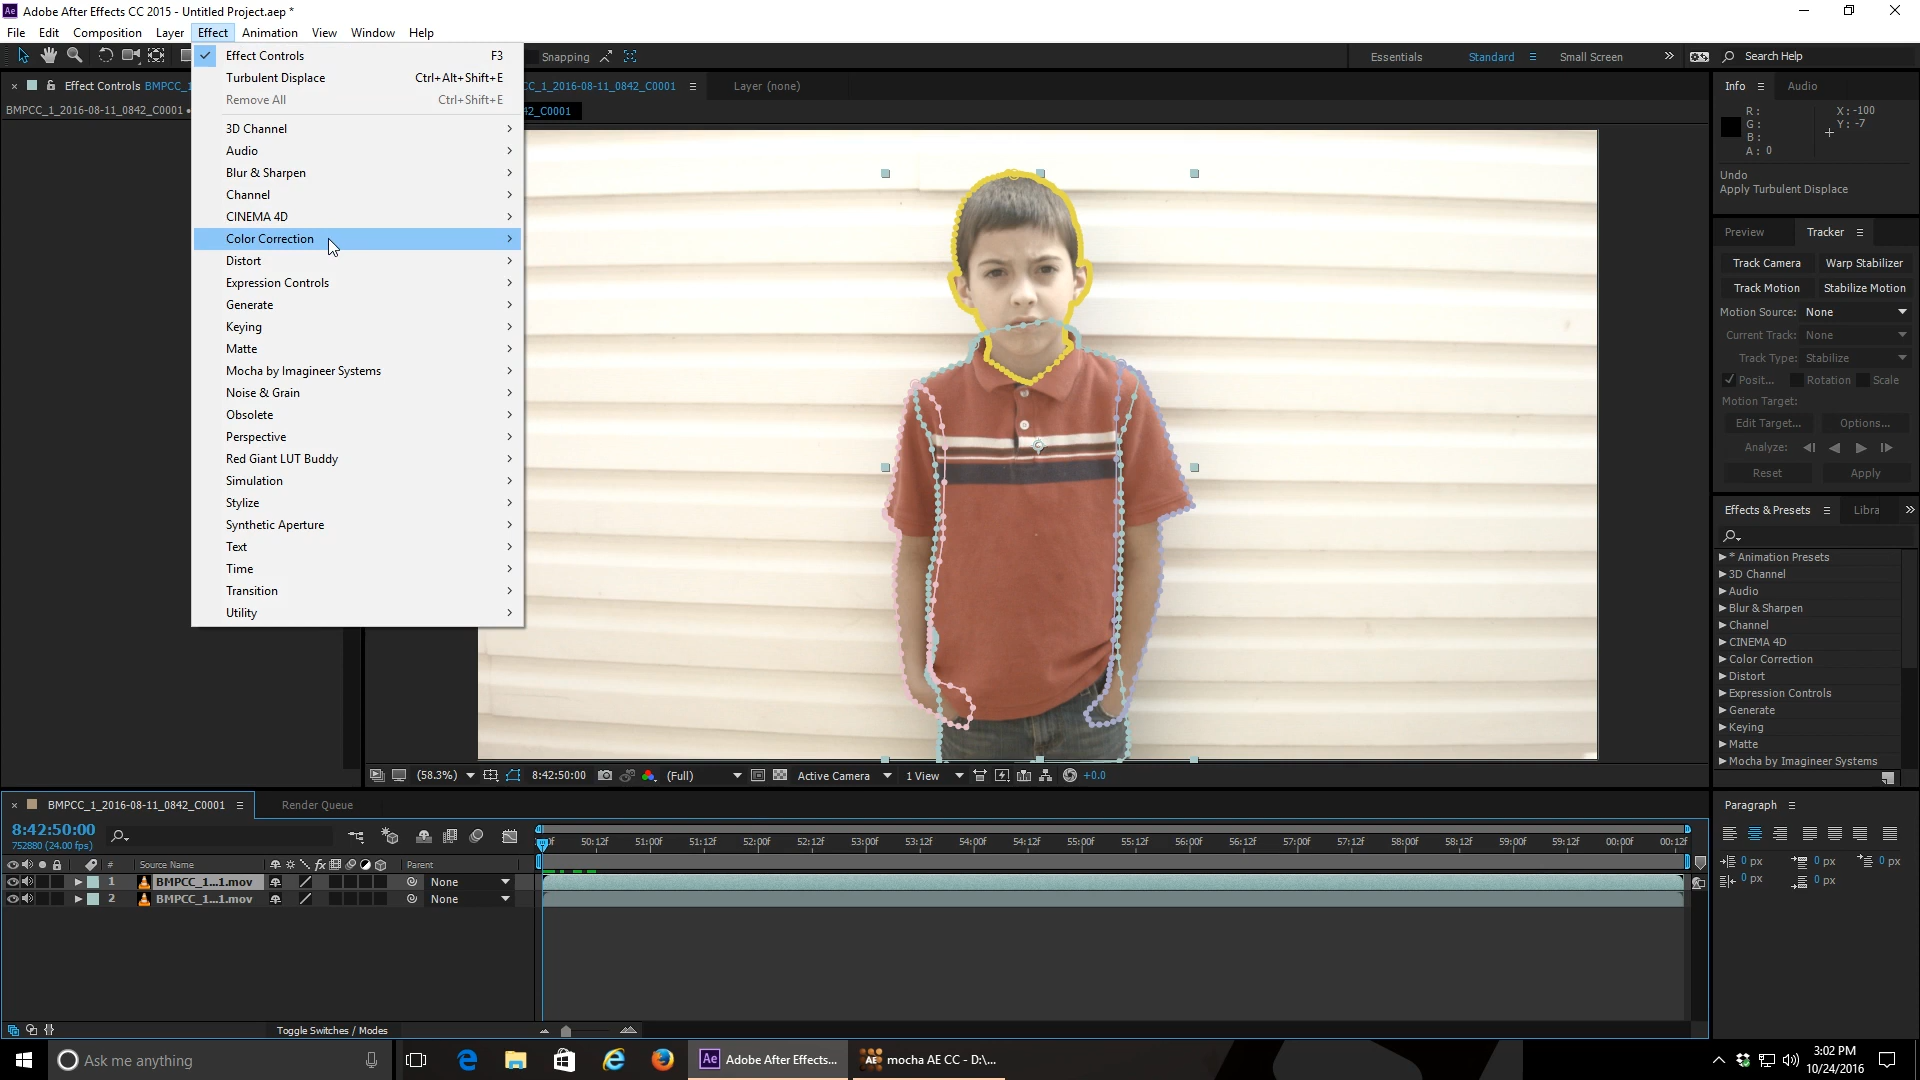 Ae Adobe After Effects CC 2015 - Untitled Project.aep *
File Edit Composition Layer Effect Animation View Window Help
Snapping Essentials Standard Small Screen Search Help
Effect Controls BMPCC_1
BMPCC_1_2016-08-11_0842_C0001
Effect Controls F3
Turbulent Displace Ctrl+Alt+Shift+E
Remove All Ctrl+Shift+E
3D Channel
Audio
Blur & Sharpen
Channel
CINEMA 4D
Color Correction
Distort
Expression Controls
Generate
Keying
Matte
Mocha by Imagineer Systems
Noise & Grain
Obsolete
Perspective
Red Giant LUT Buddy
Simulation
Stylize
Synthetic Aperture
Text
Time
Transition
Utility
CC_1_2016-08-11_0842_C0001 Layer (none)
42_C0001
(58.3%) 8:42:50:00 (Full) Active Camera 1 View +0.0
Info Audio
R :
G :
B :
A : 0
X : -100
Y : -7
Undo
Apply Turbulent Displace
Preview Tracker
Track Camera Warp Stabilizer
Track Motion Stabilize Motion
Motion Source: None
Current Track: None
Track Type: Stabilize
Posit... Rotation Scale
Motion Target:
Edit Target... Options...
Analyze:
Reset Apply
Effects & Presets Libra
* Animation Presets
3D Channel
Audio
Blur & Sharpen
Channel
CINEMA 4D
Color Correction
Distort
Expression Controls
Generate
Keying
Matte
Mocha by Imagineer Systems
BMPCC_1_2016-08-11_0842_C0001 Render Queue
8:42:50:00
752880 (24.00 fps)
# Source Name fx Parent
1 BMPCC_1...1.mov None
2 BMPCC_1...1.mov None
50:12f 51:00f 51:12f 52:00f 52:12f 53:00f 53:12f 54:00f 54:12f 55:00f 55:12f 56:00f 56:12f 57:00f 57:12f 58:00f 58:12f 59:00f 59:12f 00:00f 00:12f
Toggle Switches / Modes
Paragraph
0 px 0 px 0 px
0 px 0 px
Ask me anything
Ae Adobe After Effects...
AE mocha AE CC - D:\...
3:02 PM
10/24/2016